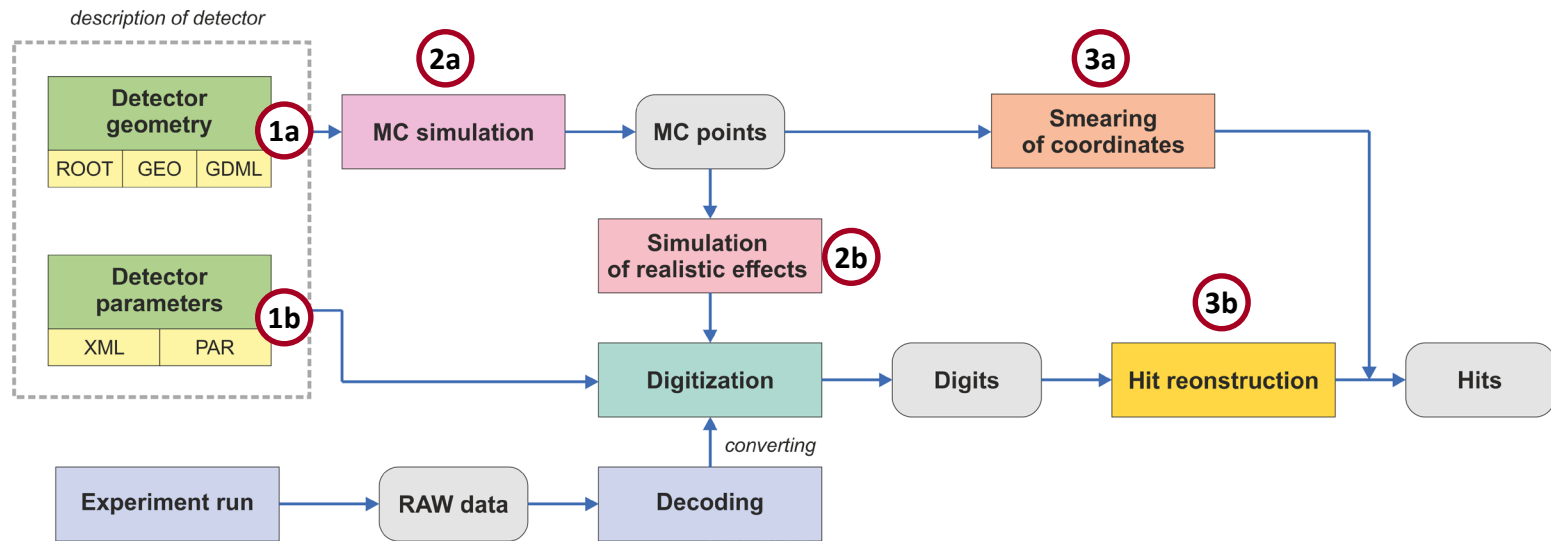 description of detector
2a
3a
Detector
geometry
1a
ROOT
GEO
GDML
MC simulation
MC points
Smearing
of coordinates
Simulation
of realistic effects
2b
Detector
parameters
1b
XML
PAR
3b
Digitization
Digits
Hit reconstruction
Hits
converting
Experiment run
RAW data
Decoding